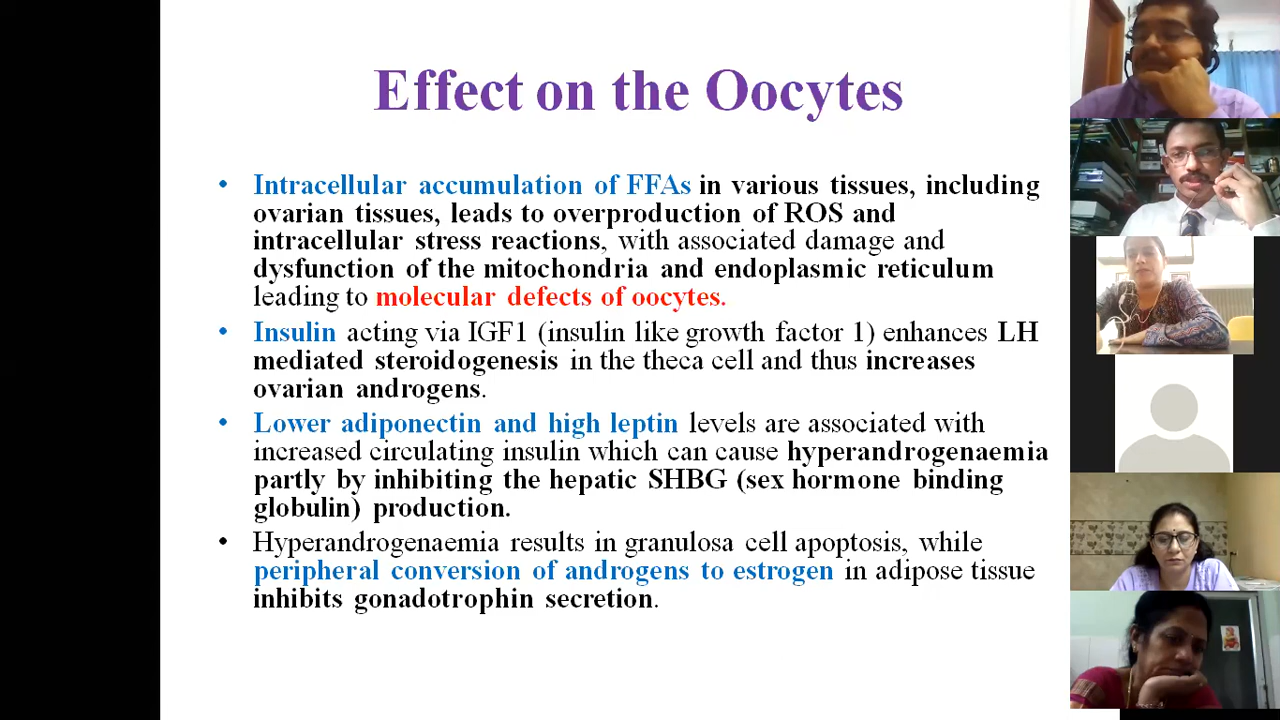 Effect on the Oocytes
• Intracellular accumulation of FFAs in various tissues, including
ovarian tissues, leads to overproduction of ROS and
intracellular stress reactions, with associated damage and
dysfunction of the mitochondria and endoplasmic reticulum
leading to molecular defects of oocytes.
• Insulin acting via IGF1 (insulin like growth factor 1) enhances LH
mediated steroidogenesis in the theca cell and thus increases
ovarian androgens.
• Lower adiponectin and high leptin levels are associated with
increased circulating insulin which can cause hyperandrogenaemia
partly by inhibiting the hepatic SHBG (sex hormone binding
globulin) production.
• Hyperandrogenaemia results in granulosa cell apoptosis, while
peripheral conversion of androgens to estrogen in adipose tissue
inhibits gonadotrophin secretion.